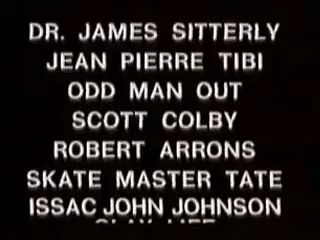 DR. JAMES SITTERLY
JEAN PIERRE TIBI
ODD MAN OUT
SCOTT COLBY
ROBERT ARRONS
SKATE MASTER TATE
ISSAC JOHN JOHNSON